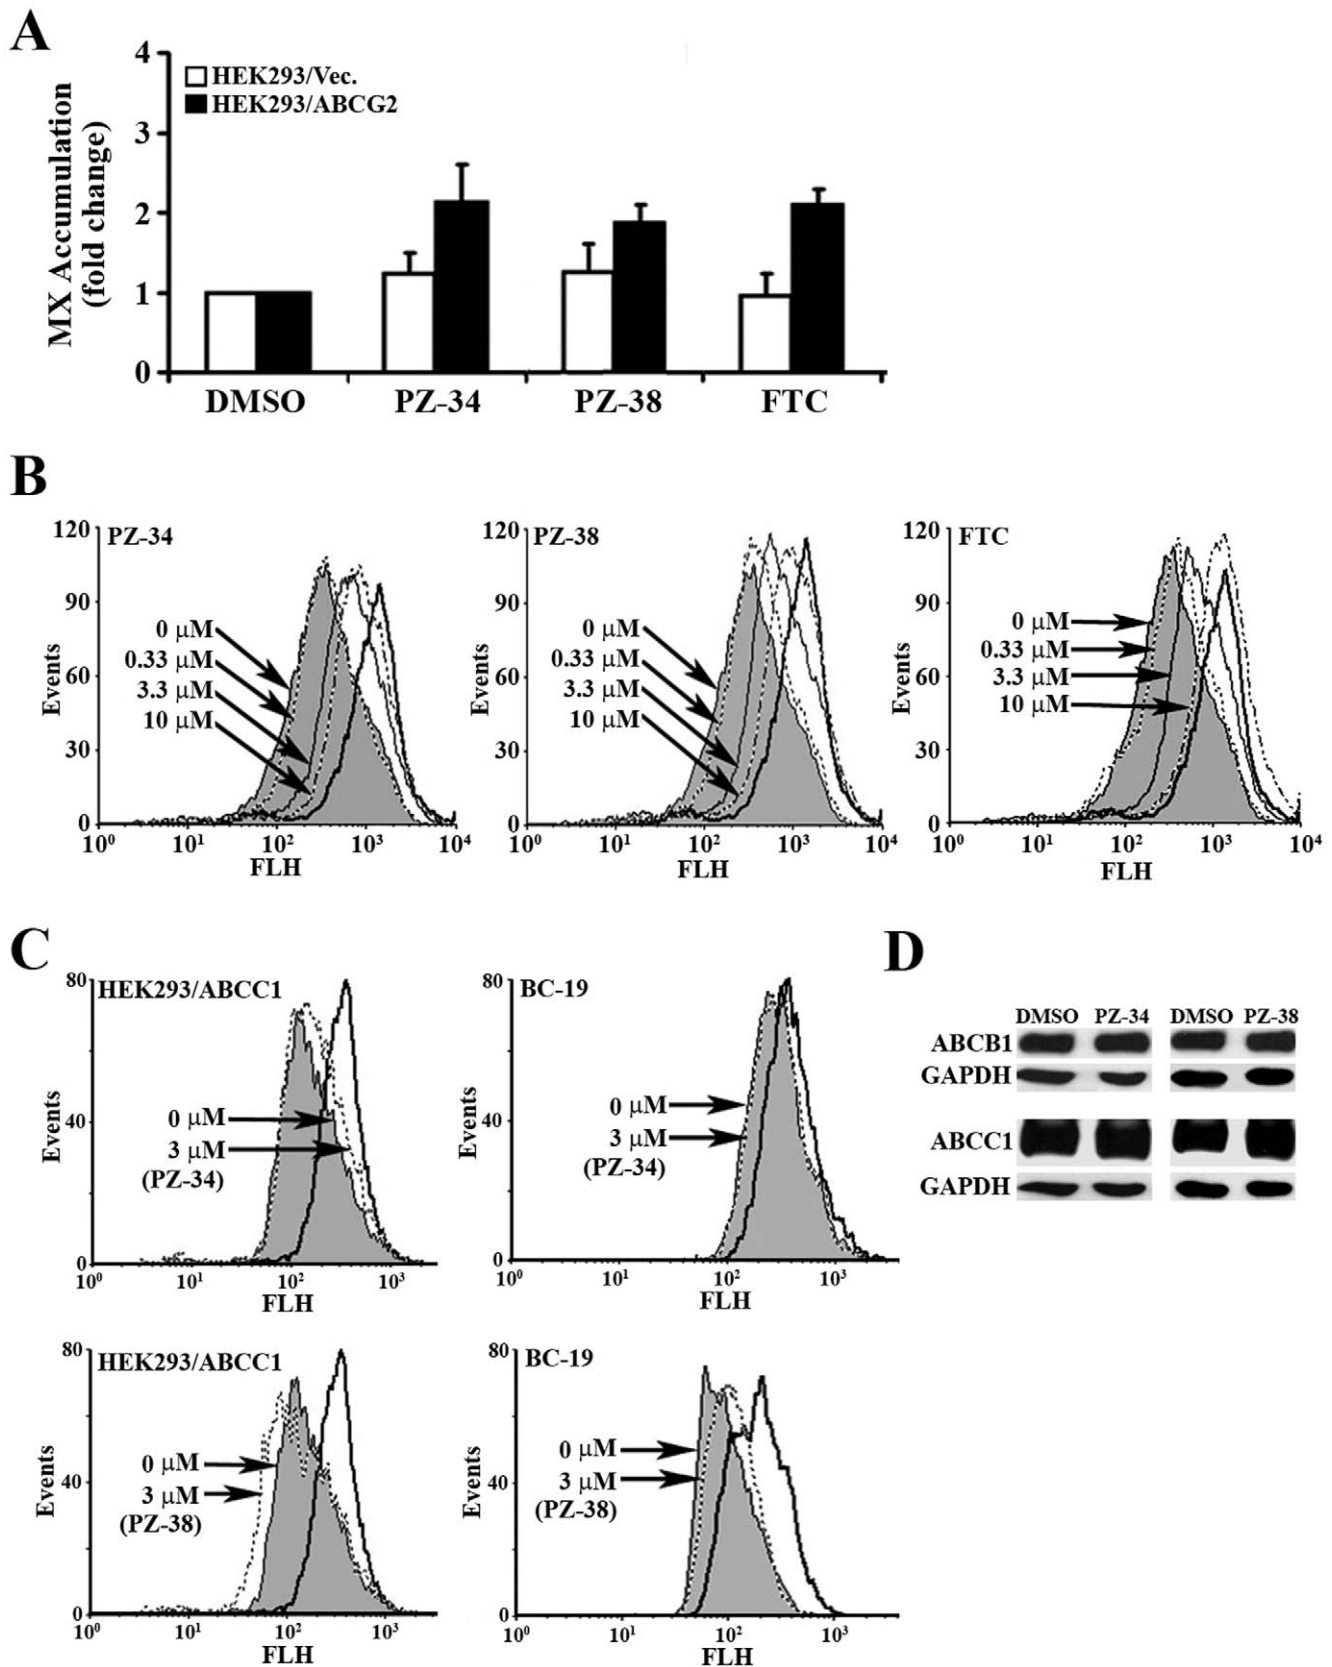 A
4
3
2
1
0
MX Accumulation
(fold change)
HEK293/Vec.
HEK293/ABCG2
DMSO PZ-34 PZ-38 FTC
B
120
90
60
30
0
Events
PZ-34
0 μM
0.33 μM
3.3 μM
10 μM
10⁰ 10¹ 10² 10³ 10⁴
FLH
120
90
60
30
0
Events
PZ-38
0 μM
0.33 μM
3.3 μM
10 μM
10⁰ 10¹ 10² 10³ 10⁴
FLH
120
90
60
30
0
Events
FTC
0 μM
0.33 μM
3.3 μM
10 μM
10⁰ 10¹ 10² 10³ 10⁴
FLH
C
80
40
0
Events
HEK293/ABCC1
0 μM
3 μM
(PZ-34)
10⁰ 10¹ 10² 10³
FLH
80
40
0
Events
BC-19
0 μM
3 μM
(PZ-34)
10⁰ 10¹ 10² 10³
FLH
80
40
0
Events
HEK293/ABCC1
0 μM
3 μM
(PZ-38)
10⁰ 10¹ 10² 10³
FLH
80
40
0
Events
BC-19
0 μM
3 μM
(PZ-38)
10⁰ 10¹ 10² 10³
FLH
D
DMSO PZ-34 DMSO PZ-38
ABCB1
GAPDH
ABCC1
GAPDH